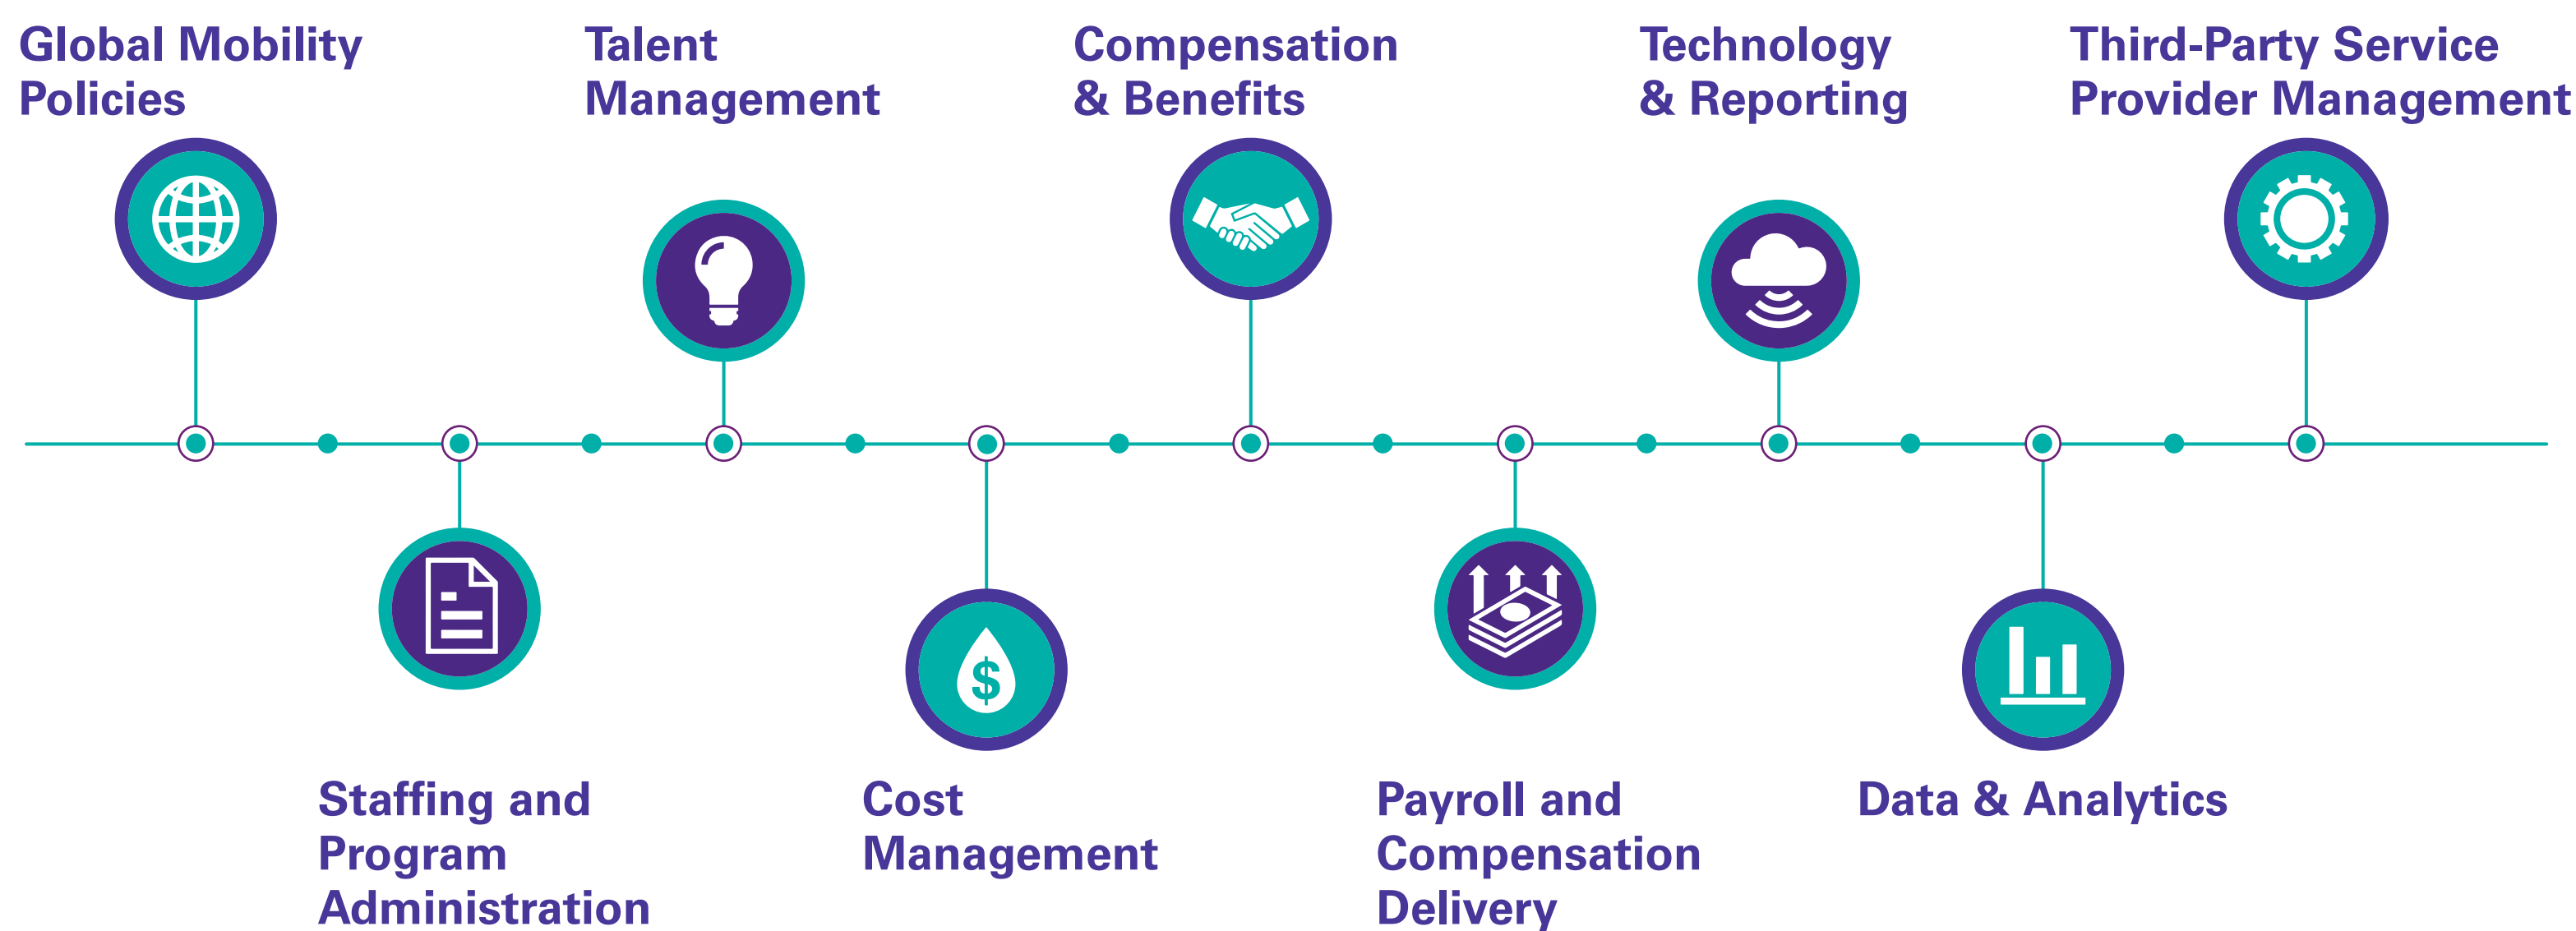 Global Mobility
Policies
Talent
Management
Compensation
& Benefits
Technology
& Reporting
Third-Party Service
Provider Management
$
Staffing and
Program
Administration
Cost
Management
Payroll and
Compensation
Delivery
Data & Analytics